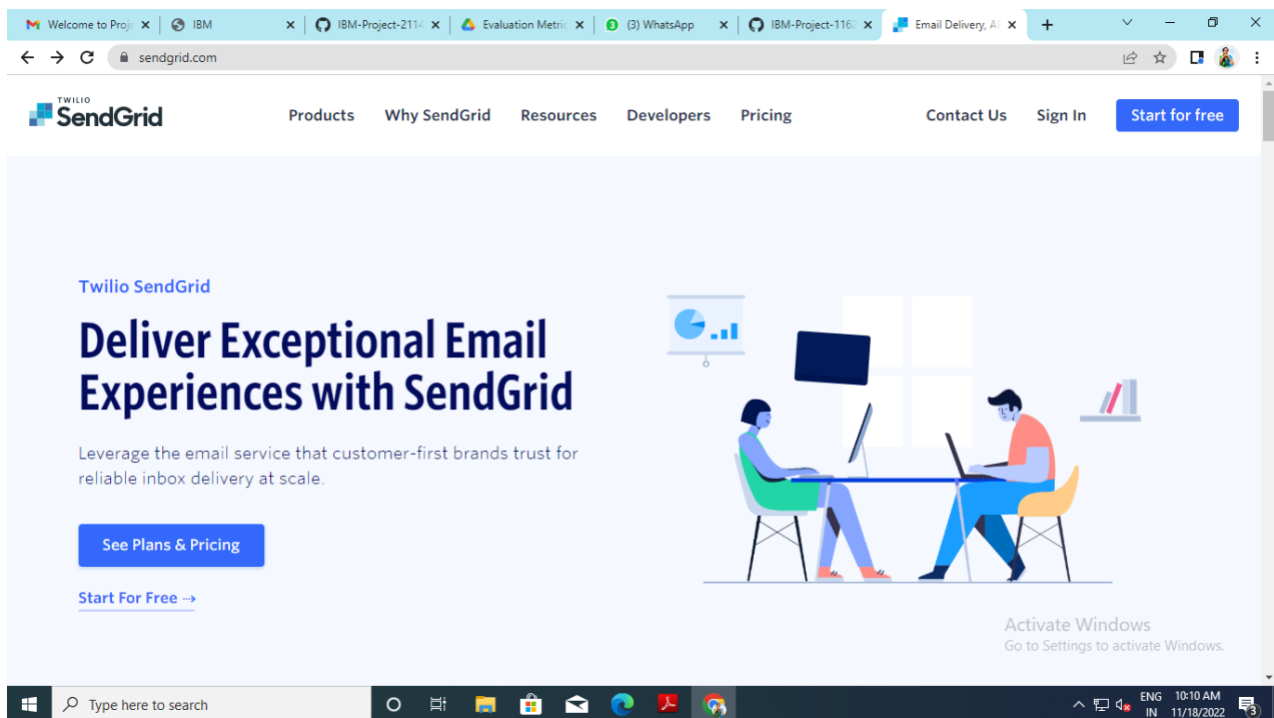 Welcome to Proj
IBM
IBM-Project-2114
Evaluation Metric
(3) WhatsApp
IBM-Project-1162
Email Delivery, A
sendgrid.com
TWILIO
SendGrid
Products Why SendGrid Resources Developers Pricing Contact Us Sign In Start for free
Twilio SendGrid
Deliver Exceptional Email
Experiences with SendGrid
Leverage the email service that customer-first brands trust for
reliable inbox delivery at scale.
See Plans & Pricing
Start For Free
Activate Windows
Go to Settings to activate Windows.
Type here to search
ENG 10:10 AM
IN 11/18/2022
3